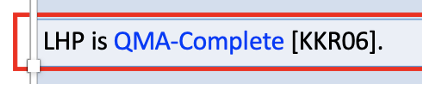 LHP is QMA-Complete [KKR06].